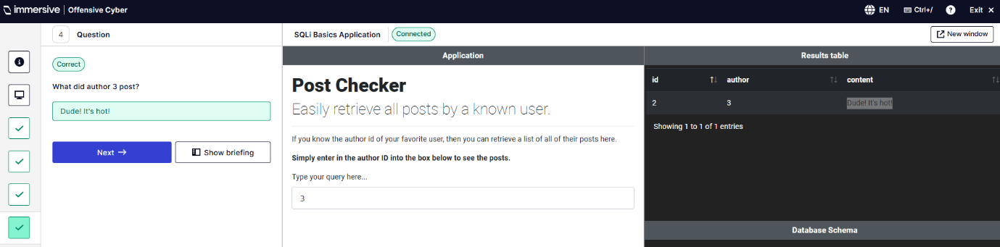 immersive | Offensive Cyber
EN
Ctrl+/
?
Exit ×
4 Question
Correct
What did author 3 post?
Dude! It's hot!
Next →
Show briefing
SQLi Basics Application
Connected
New window
Application
Post Checker
Easily retrieve all posts by a known user.
If you know the author id of your favorite user, then you can retrieve a list of all of their posts here.
Simply enter in the author ID into the box below to see the posts.
Type your query here...
3
Results table
id author content
2 3 Dude! It's hot!
Showing 1 to 1 of 1 entries
Database Schema